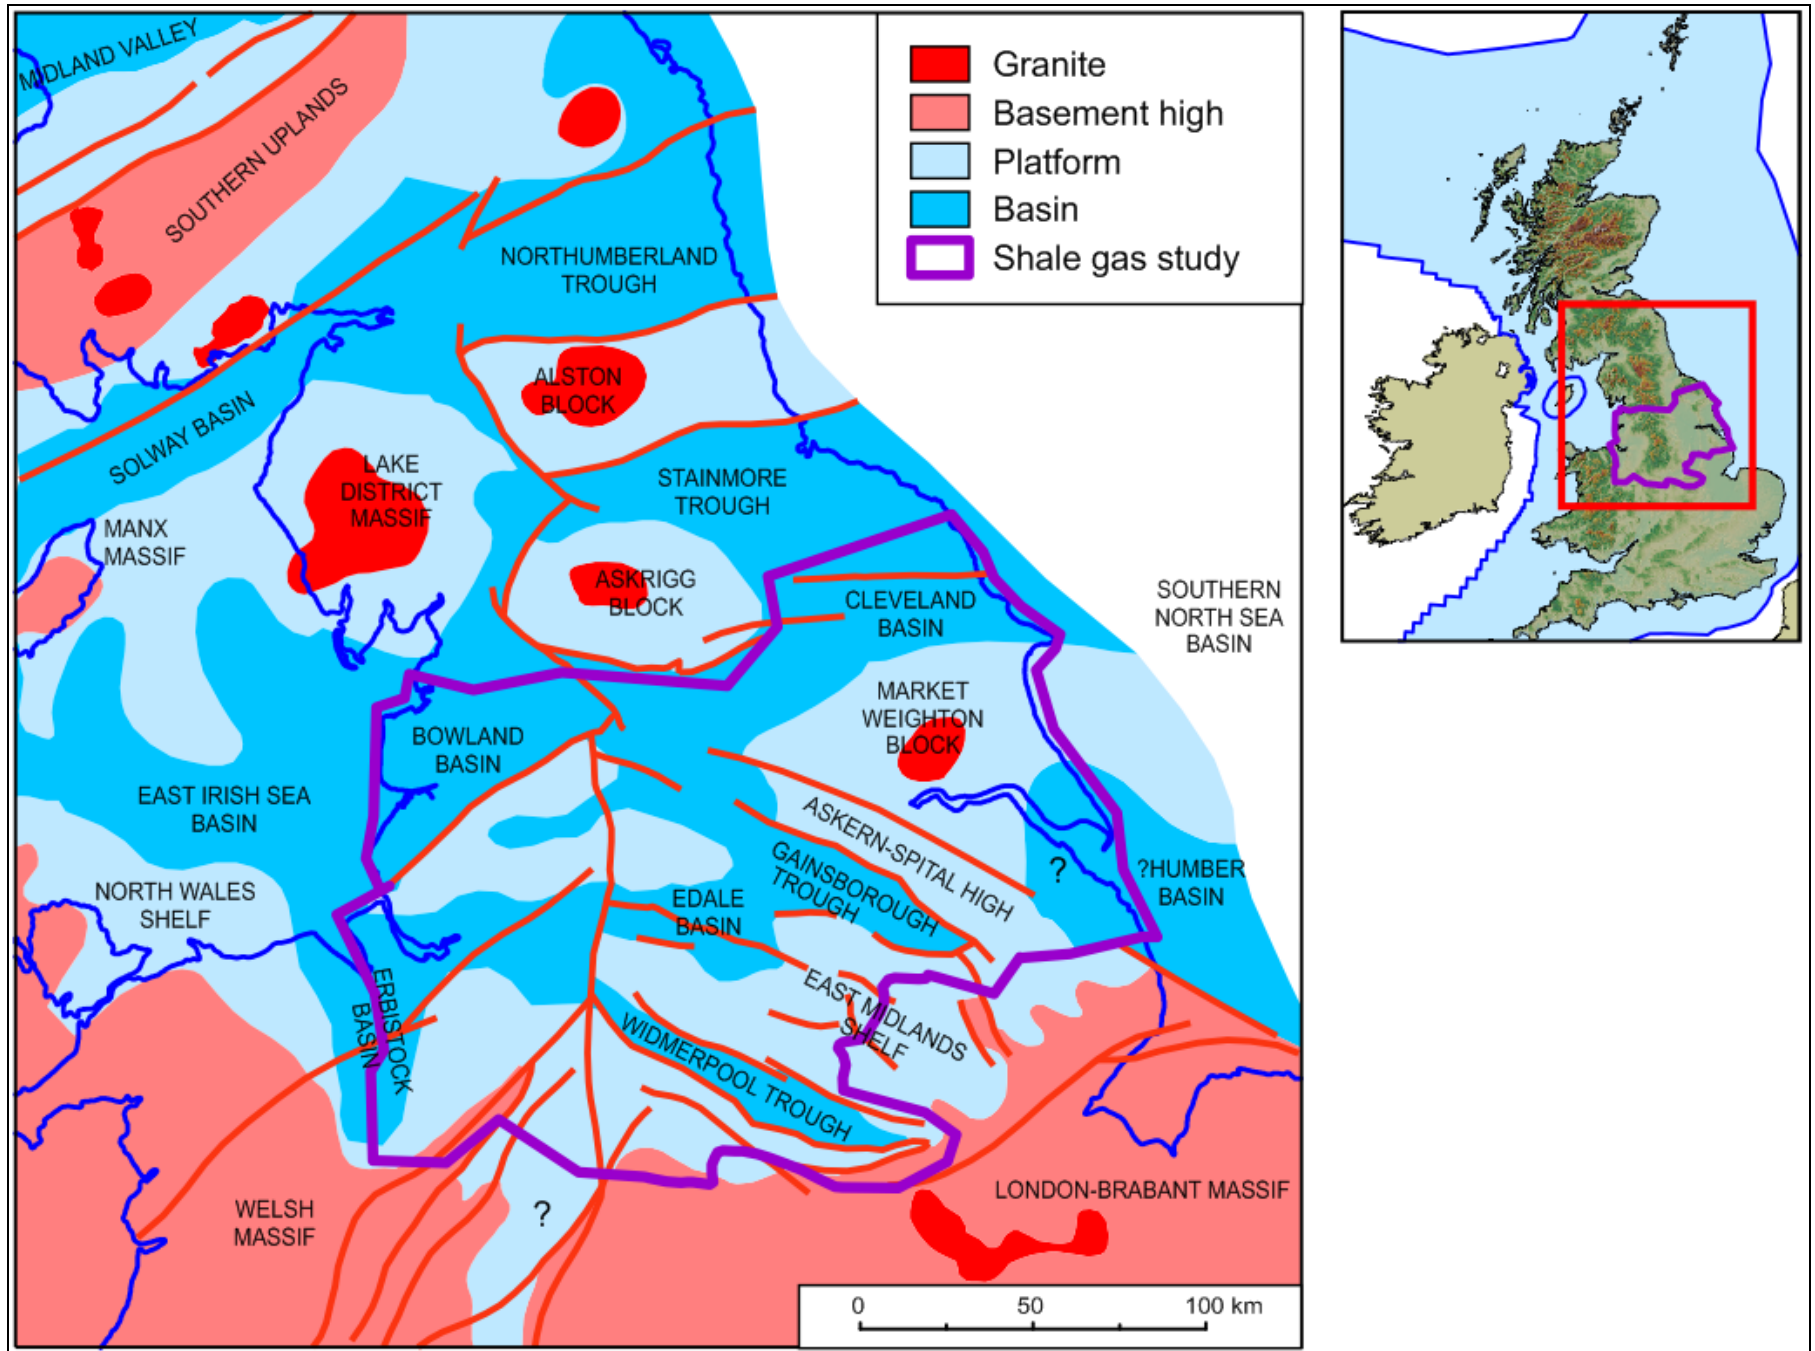 MIDLAND VALLEY
SOUTHERN UPLANDS
Granite
Basement high
Platform
Basin
Shale gas study
NORTHUMBERLAND
TROUGH
ALSTON
BLOCK
SOLWAY BASIN
LAKE
DISTRICT
MASSIF
STAINMORE
TROUGH
MANX
MASSIF
ASKRIGG
BLOCK
CLEVELAND
BASIN
SOUTHERN
NORTH SEA
BASIN
MARKET
WEIGHTON
BLOCK
BOWLAND
BASIN
EAST IRISH SEA
BASIN
ASKERN-SPITAL HIGH
GAINSBOROUGH
TROUGH
?
?HUMBER
BASIN
NORTH WALES
SHELF
EDALE
BASIN
EAST MIDLANDS
SHELF
ERBISTOCK
BASIN
WIDMERPOOL TROUGH
WELSH
MASSIF
?
LONDON-BRABANT MASSIF
0 50 100 km